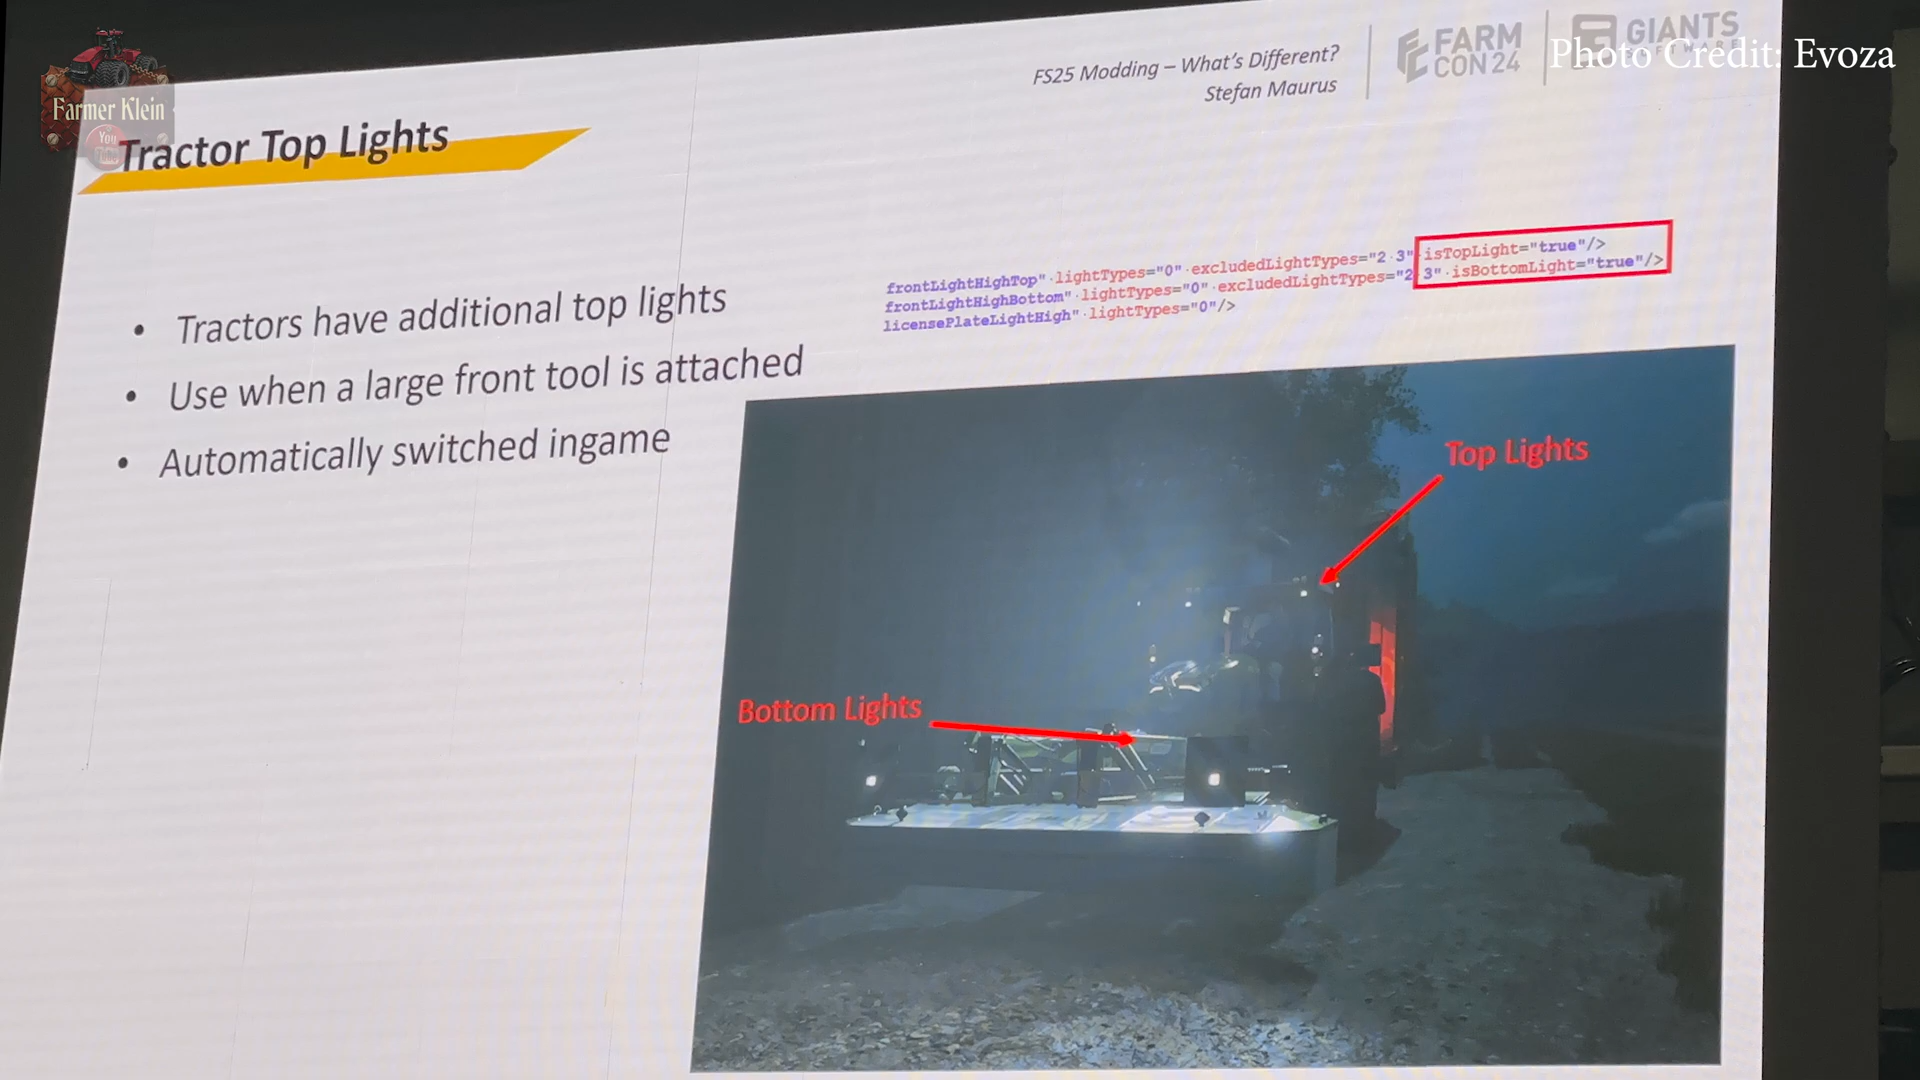 FS25 Modding – What's Different?
Stefan Maurus
FARM
CON 24
GIANTS
Photo Credit: Evoza
Farmer Klein
You
Tube
Tractor Top Lights
• Tractors have additional top lights
• Use when a large front tool is attached
• Automatically switched ingame
frontLightHighTop"·lightTypes="0"·excludedLightTypes="2·3"·isTopLight="true"/>
frontLightHighBottom"·lightTypes="0"·excludedLightTypes="2·3"·isBottomLight="true"/>
licensePlateLightHigh"·lightTypes="0"/>
Top Lights
Bottom Lights